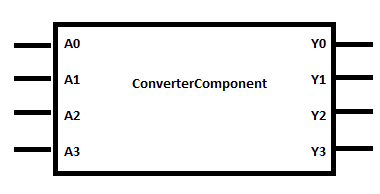 A0 Y0
A1 Y1
ConverterComponent
A2 Y2
A3 Y3